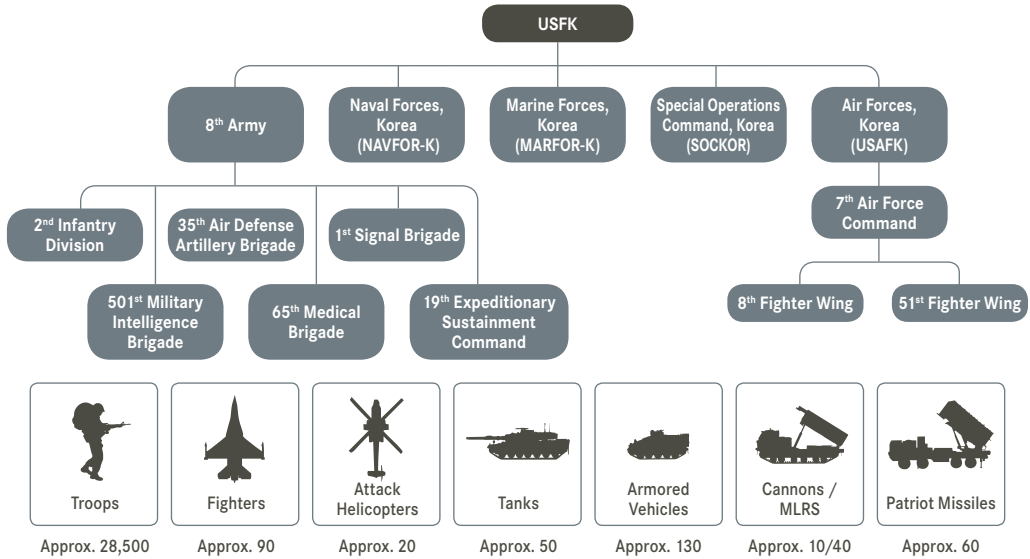 USFK
8th Army
Naval Forces,
Korea
(NAVFOR-K)
Marine Forces,
Korea
(MARFOR-K)
Special Operations
Command, Korea
(SOCKOR)
Air Forces,
Korea
(USAFK)
2nd Infantry
Division
35th Air Defense
Artillery Brigade
1st Signal Brigade
7th Air Force
Command
501st Military
Intelligence
Brigade
65th Medical
Brigade
19th Expeditionary
Sustainment
Command
8th Fighter Wing
51st Fighter Wing
Troops
Fighters
Attack
Helicopters
Tanks
Armored
Vehicles
Cannons /
MLRS
Patriot Missiles
Approx. 28,500
Approx. 90
Approx. 20
Approx. 50
Approx. 130
Approx. 10/40
Approx. 60